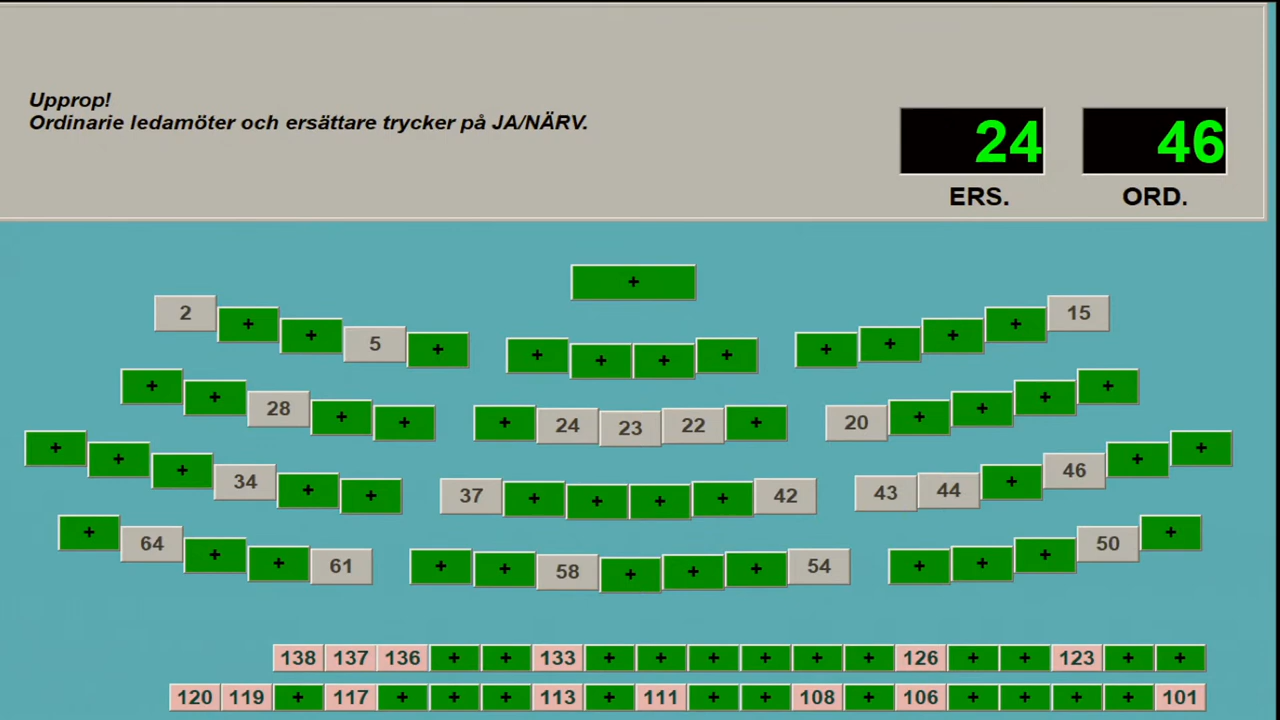 Upprop!
Ordinarie ledamöter och ersättare trycker på JA/NÄRV.
24 46
ERS. ORD.
+
2 + + 5 + + + + + + + + + 15
+ + 28 + + + 24 23 22 + 20 + + + +
+ + + 34 + + 37 + + + + 42 43 44 + 46 + +
+ 64 + + 61 + + 58 + + + 54 + + + 50 +
138 137 136 + + 133 + + + + + + 126 + + 123 + +
120 119 + 117 + + + 113 + 111 + + 108 + 106 + + + + 101